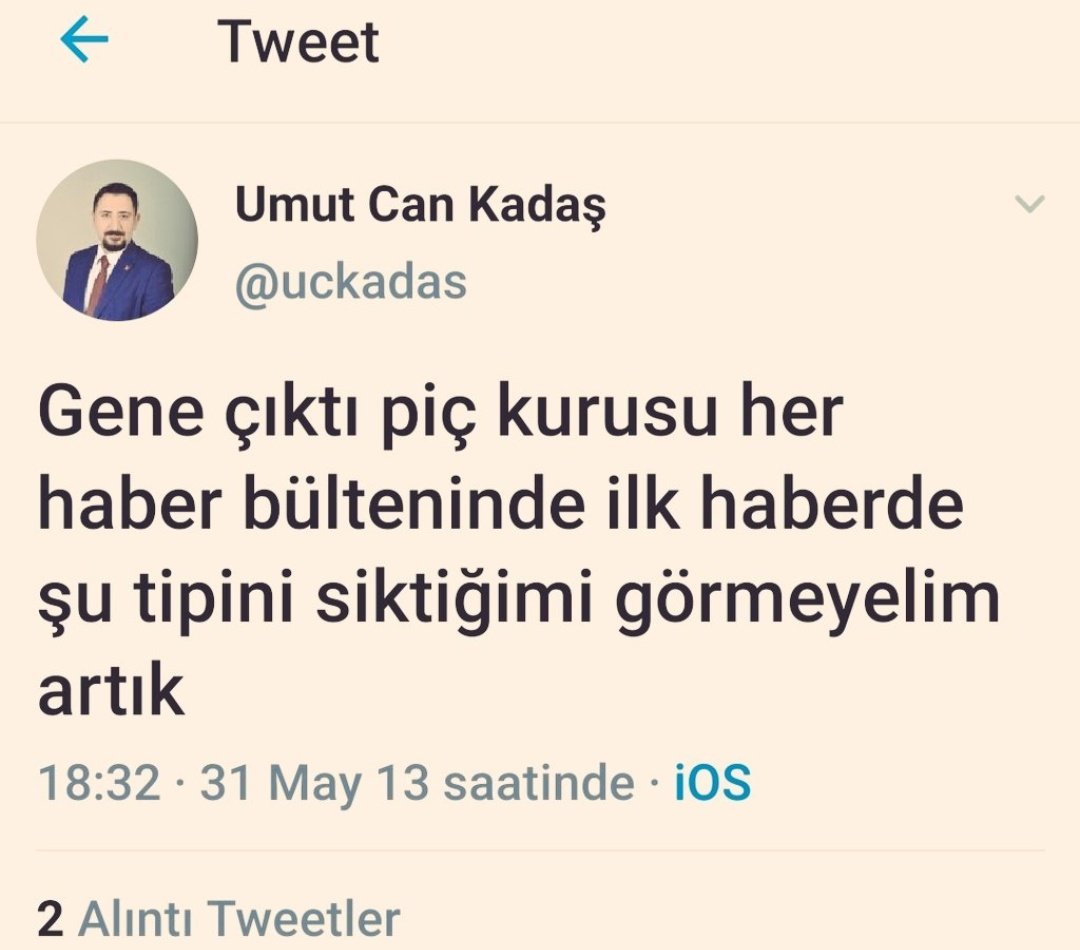 Tweet
Umut Can Kadaş
@uckadas
Gene çıktı piç kurusu her
haber bülteninde ilk haberde
şu tipini siktiğimi görmeyelim
artık
18:32 · 31 May 13 saatinde · iOS
2 Alıntı Tweetler